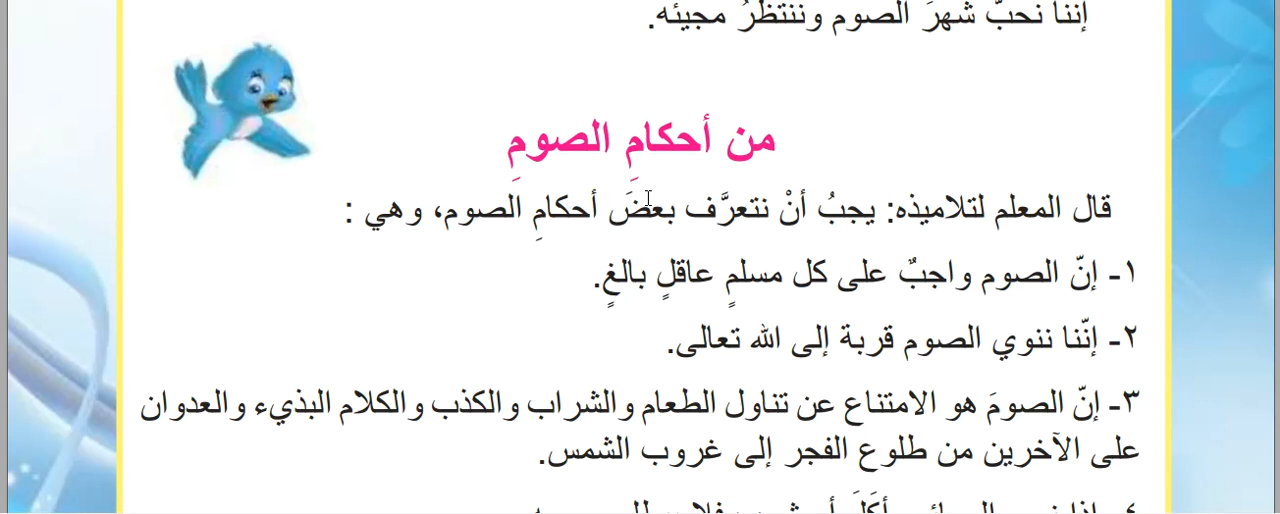 إننا نحبّ شهرَ الصوم وننتظرُ مجيئه.
من أحكامِ الصومِ
قال المعلم لتلاميذه: يجبُ أنْ نتعرَّف بعضَ أحكامِ الصوم، وهي :
١- إنّ الصوم واجبٌ على كل مسلمٍ عاقلٍ بالغٍ.
٢- إنّنا ننوي الصوم قربة إلى الله تعالى.
٣- إنّ الصومَ هو الامتناع عن تناول الطعام والشراب والكذب والكلام البذيء والعدوان
على الآخرين من طلوع الفجر إلى غروب الشمس.